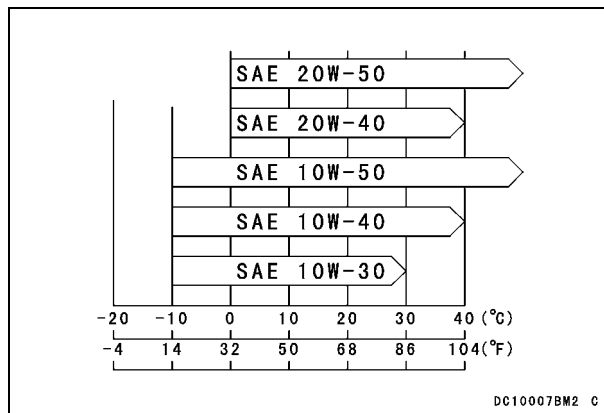 SAE 20W-50
SAE 20W-40
SAE 10W-50
SAE 10W-40
SAE 10W-30
-20 -10 0 10 20 30 40 (°C)
-4 14 32 50 68 86 104(°F)
DC10007BM2 C